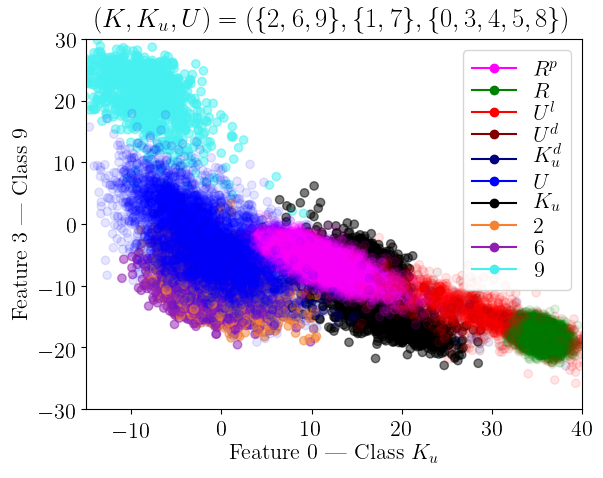 (K, K_u, U) = ({2, 6, 9}, {1, 7}, {0, 3, 4, 5, 8})
30
20
10
0
−10
−20
−30
Feature 3 — Class 9
R^p
R
U^l
U^d
K_u^d
U
K_u
2
6
9
−10 0 10 20 30 40
Feature 0 — Class K_u